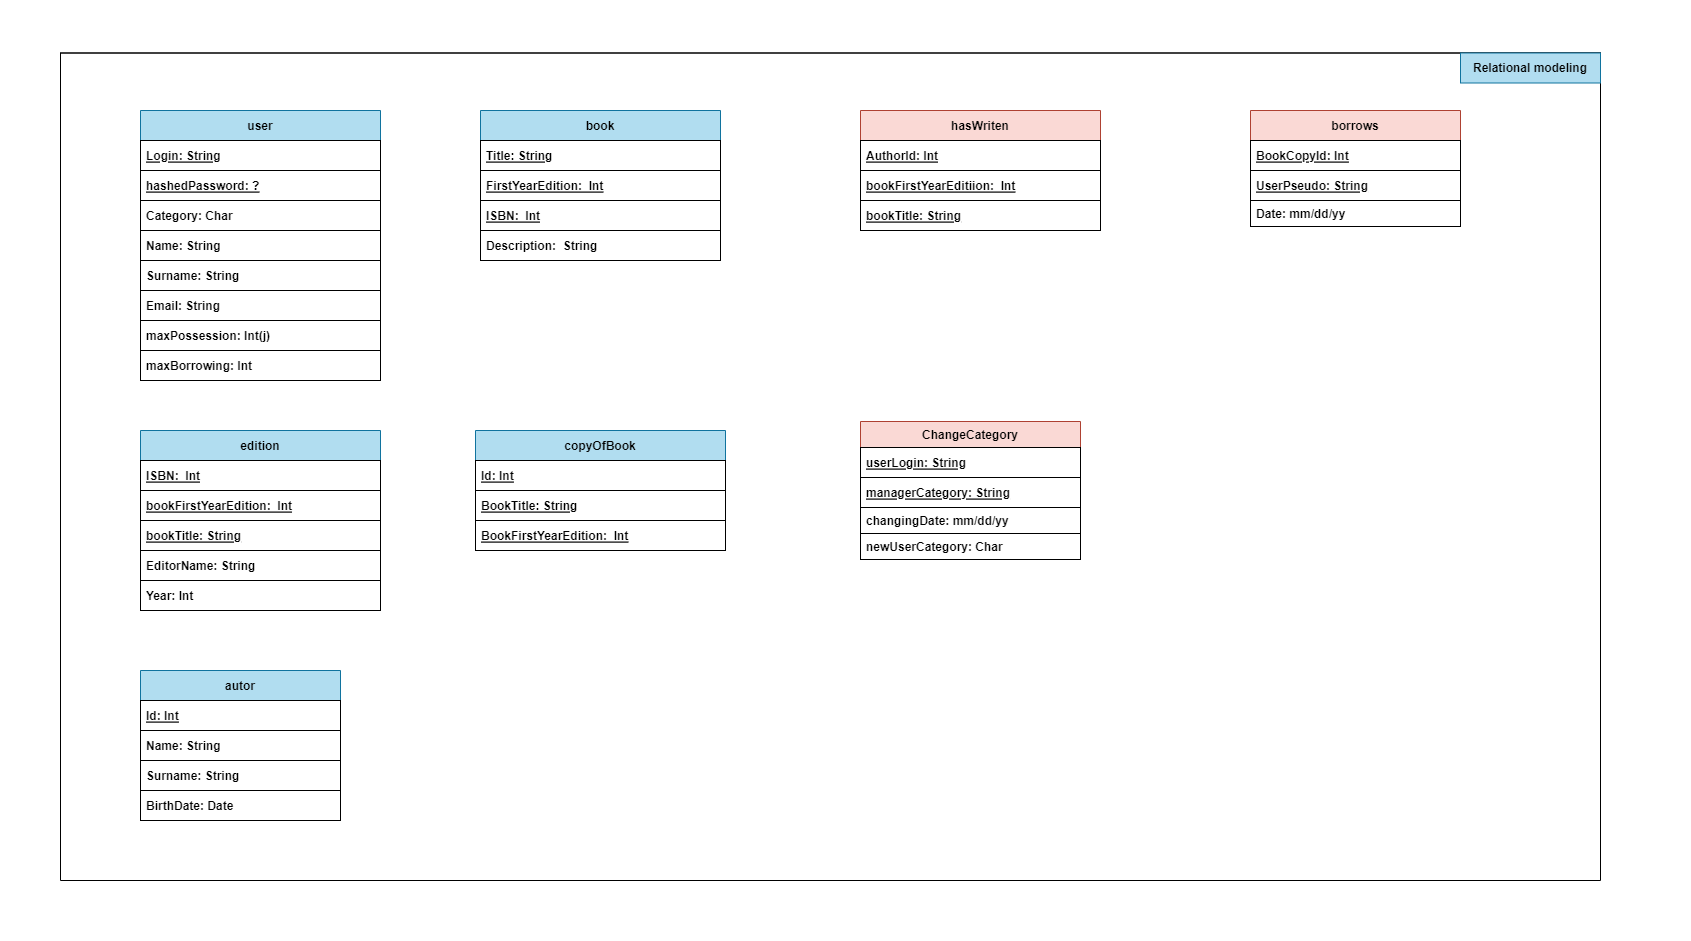 Relational modeling
user
Login: String
hashedPassword: ?
Category: Char
Name: String
Surname: String
Email: String
maxPossession: Int(j)
maxBorrowing: Int
book
Title: String
FirstYearEdition:  Int
ISBN:  Int
Description:  String
hasWriten
AuthorId: Int
bookFirstYearEditiion:  Int
bookTitle: String
borrows
BookCopyId: Int
UserPseudo: String
Date: mm/dd/yy
edition
ISBN:  Int
bookFirstYearEdition:  Int
bookTitle: String
EditorName: String
Year: Int
copyOfBook
Id: Int
BookTitle: String
BookFirstYearEdition:  Int
ChangeCategory
userLogin: String
managerCategory: String
changingDate: mm/dd/yy
newUserCategory: Char
autor
Id: Int
Name: String
Surname: String
BirthDate: Date